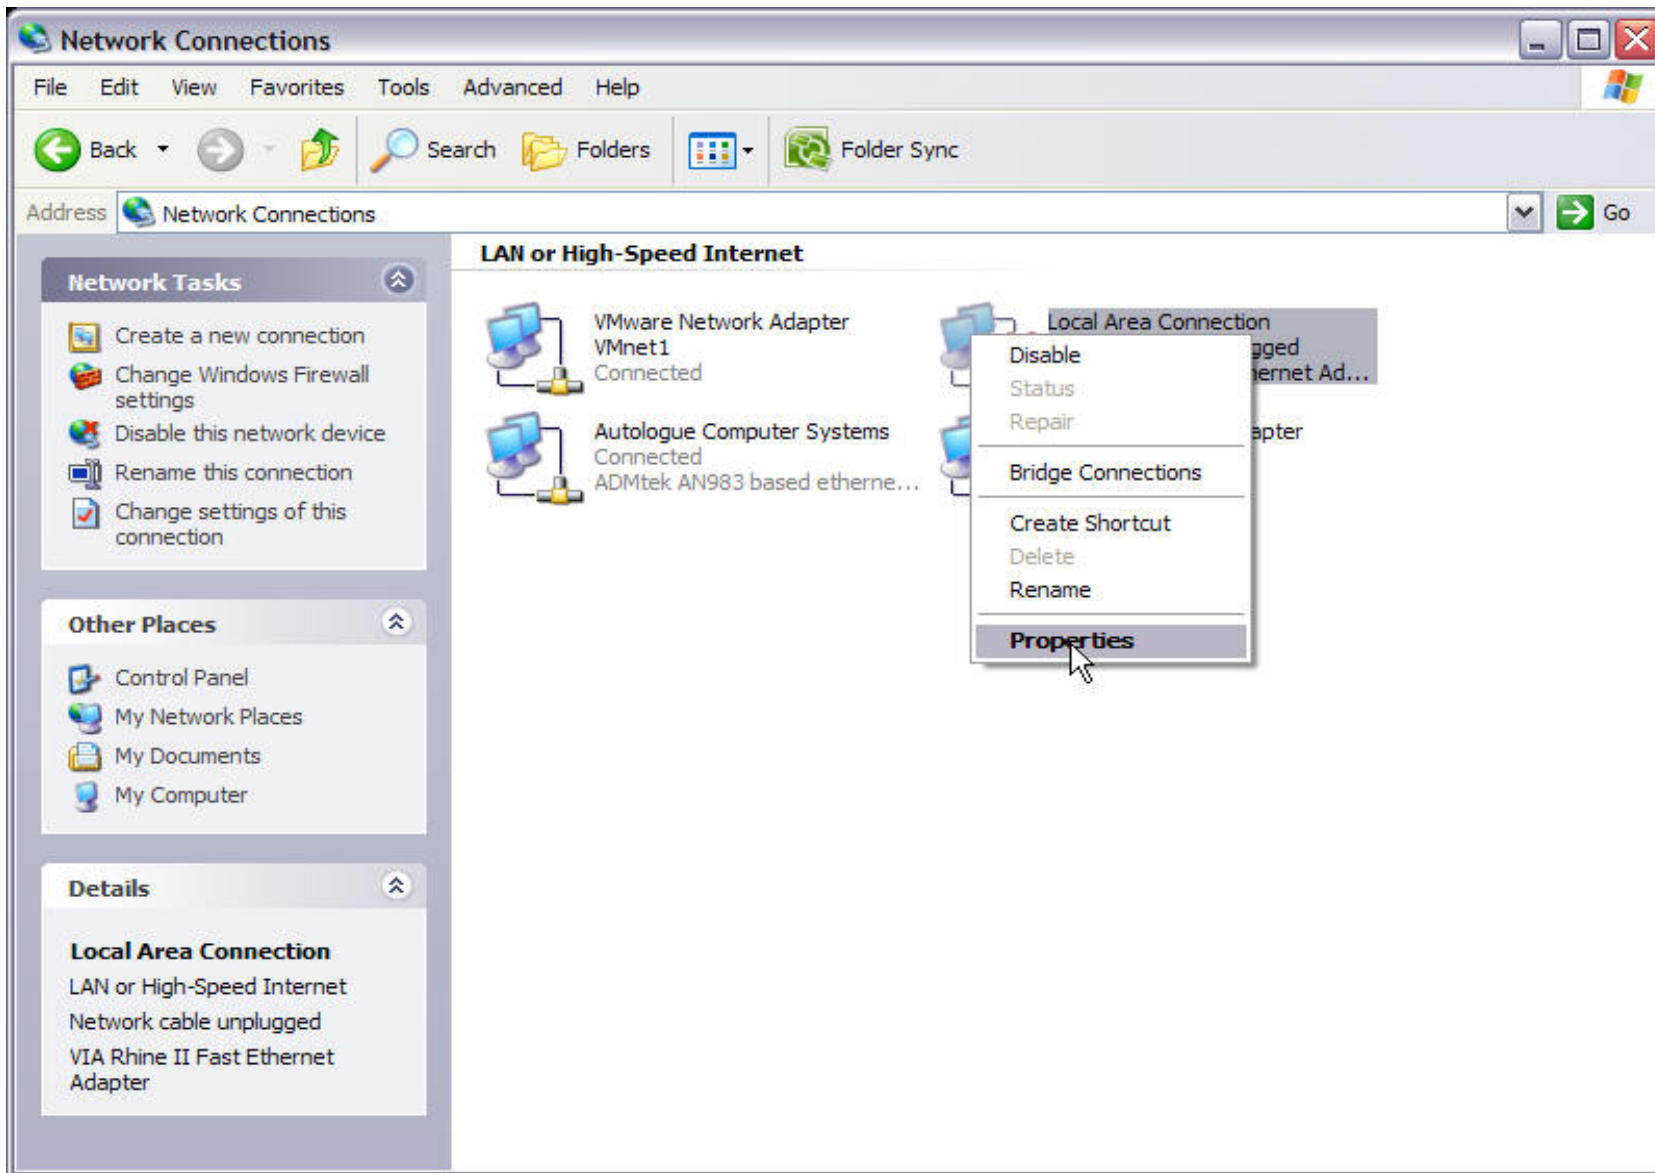 Network Connections
File Edit View Favorites Tools Advanced Help
Back Search Folders Folder Sync
Address Network Connections Go
Network Tasks
Create a new connection
Change Windows Firewall
settings
Disable this network device
Rename this connection
Change settings of this
connection
Other Places
Control Panel
My Network Places
My Documents
My Computer
Details
Local Area Connection
LAN or High-Speed Internet
Network cable unplugged
VIA Rhine II Fast Ethernet
Adapter
LAN or High-Speed Internet
VMware Network Adapter
VMnet1
Connected
Local Area Connection
gged
ernet Ad...
Autologue Computer Systems
Connected
ADMtek AN983 based etherne...
apter
Disable
Status
Repair
Bridge Connections
Create Shortcut
Delete
Rename
Properties